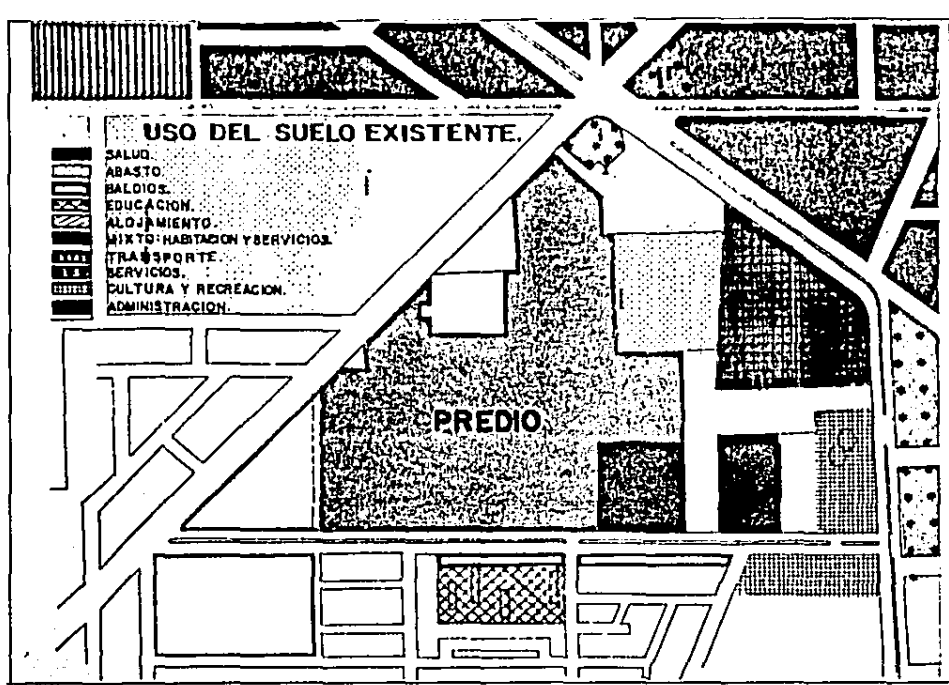 USO DEL SUELO EXISTENTE.
SALUD.
ABASTO.
BALDIOS.
EDUCACION.
ALOJAMIENTO.
MIXTO: HABITACION Y SERVICIOS.
TRANSPORTE.
SERVICIOS.
CULTURA Y RECREACION.
ADMINISTRACION.
PREDIO